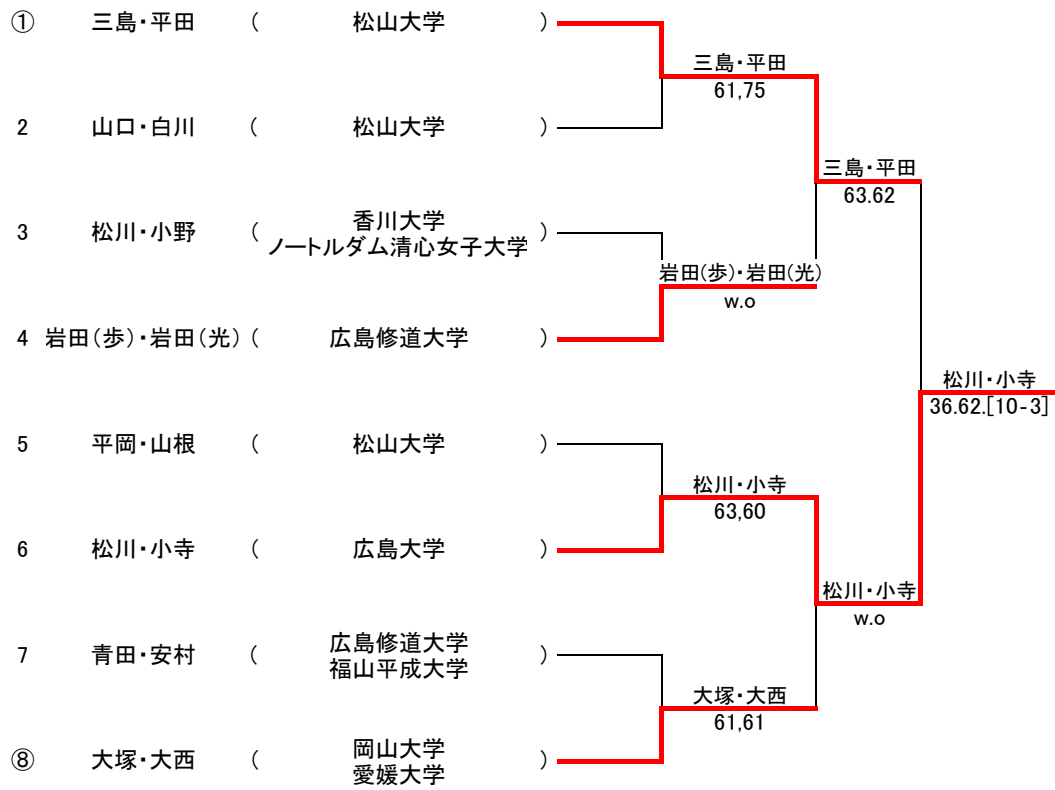 ① 三島・平田 ( 松山大学 )
三島・平田
61,75
2 山口・白川 ( 松山大学 )
三島・平田
63.62
3 松川・小野 ( 香川大学
ノートルダム清心女子大学 )
岩田(歩)・岩田(光)
w.o
4 岩田(歩)・岩田(光) ( 広島修道大学 )
松川・小寺
36.62.[10-3]
5 平岡・山根 ( 松山大学 )
松川・小寺
63,60
6 松川・小寺 ( 広島大学 )
松川・小寺
w.o
7 青田・安村 ( 広島修道大学
福山平成大学 )
大塚・大西
61,61
⑧ 大塚・大西 ( 岡山大学
愛媛大学 )